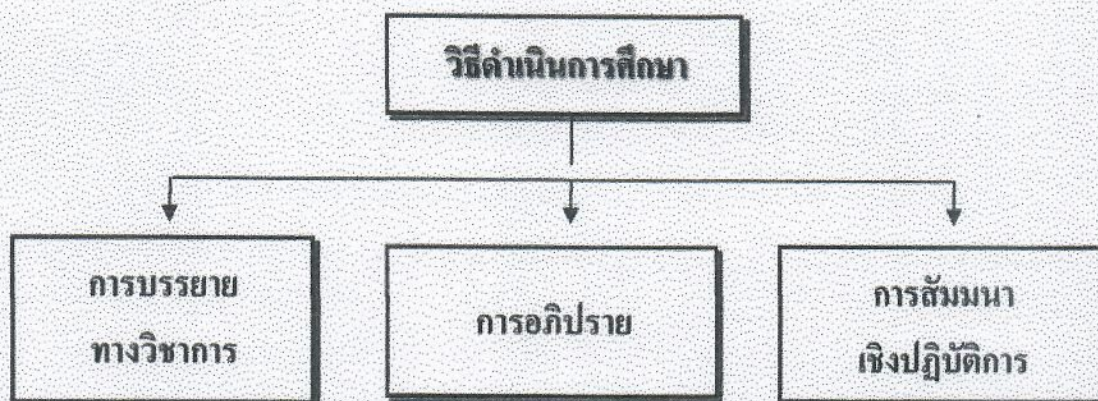 วิธีดำเนินการศึกษา
การบรรยาย
ทางวิชาการ
การอภิปราย
การสัมมนา
เชิงปฏิบัติการ